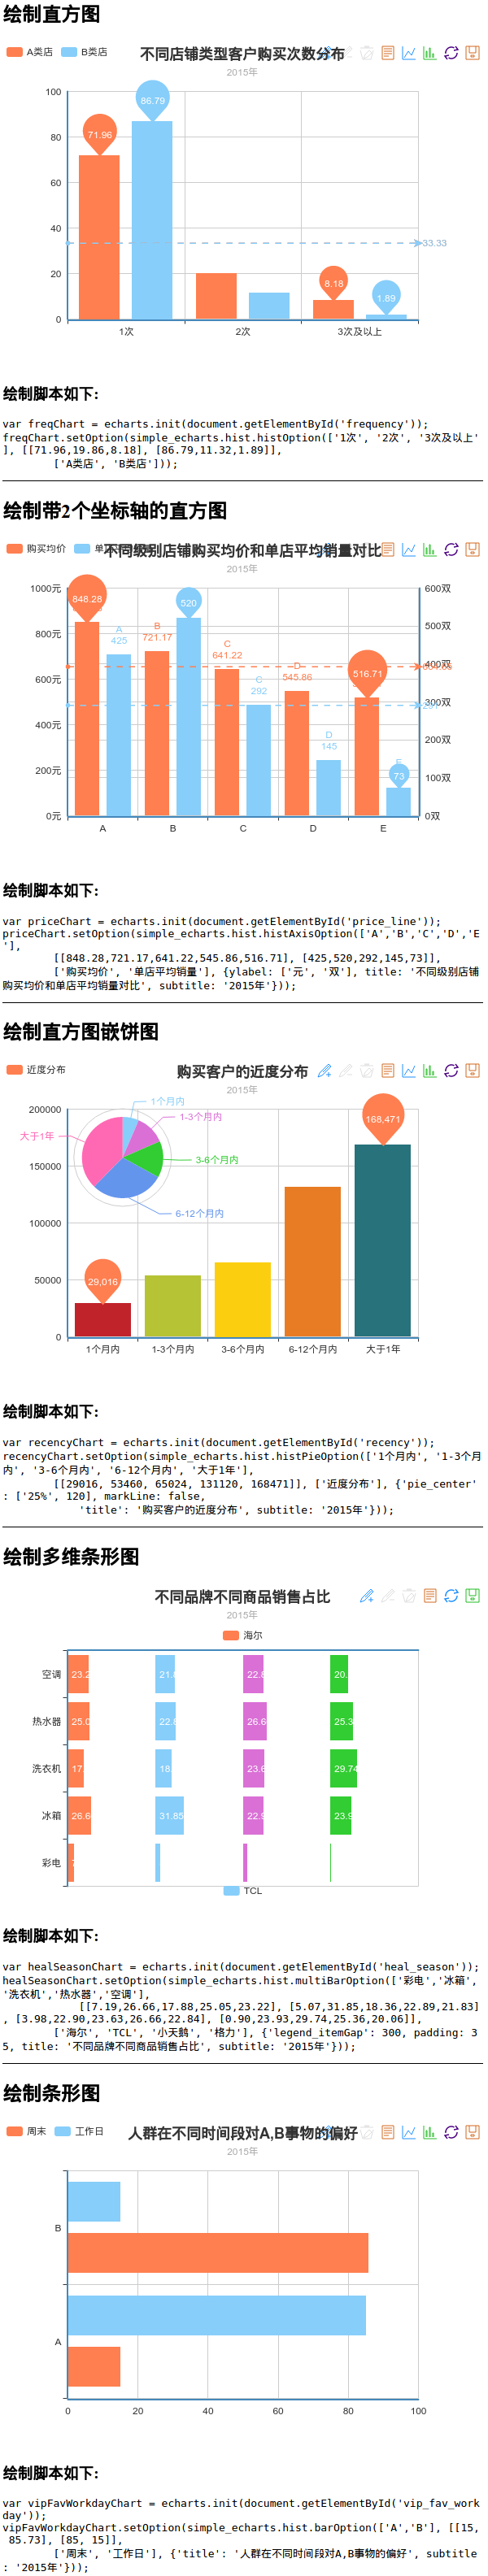 绘制直方图
A类店 B类店 不同店铺类型客户购买次数分布
2015年
100
80
60
40
20
0
71.96
86.79
33.33
8.18
1.89
1次 2次 3次及以上
绘制脚本如下:
var freqChart = echarts.init(document.getElementById('frequency'));
freqChart.setOption(simple_echarts.hist.histOption(['1次', '2次', '3次及以上'
], [[71.96,19.86,8.18], [86.79,11.32,1.89]],
['A类店', 'B类店']));
绘制带2个坐标轴的直方图
购买均价 单 不同级别店铺购买均价和单店平均销量对比
2015年
1000元
800元
600元
400元
200元
0元
600双
500双
400双
300双
200双
100双
0双
848.28
A
425
B
721.17
520
C
641.22
C
292
D
545.86
D
145
516.71
E
73
A B C D E
绘制脚本如下:
var priceChart = echarts.init(document.getElementById('price_line'));
priceChart.setOption(simple_echarts.hist.histAxisOption(['A','B','C','D','E
'],
[[848.28,721.17,641.22,545.86,516.71], [425,520,292,145,73]],
['购买均价', '单店平均销量'], {ylabel: ['元', '双'], title: '不同级别店铺
购买均价和单店平均销量对比', subtitle: '2015年'}));
绘制直方图嵌饼图
近度分布 购买客户的近度分布
2015年
200000
150000
100000
50000
0
1个月内
1-3个月内
大于1年
3-6个月内
6-12个月内
168,471
29,016
1个月内 1-3个月内 3-6个月内 6-12个月内 大于1年
绘制脚本如下:
var recencyChart = echarts.init(document.getElementById('recency'));
recencyChart.setOption(simple_echarts.hist.histPieOption(['1个月内', '1-3个月
内', '3-6个月内', '6-12个月内', '大于1年'],
[[29016, 53460, 65024, 131120, 168471]], ['近度分布'], {'pie_center'
: ['25%', 120], markLine: false,
'title': '购买客户的近度分布', subtitle: '2015年'}));
绘制多维条形图
不同品牌不同商品销售占比
2015年
海尔
空调 23.2 21.8 22.8 20.
热水器 25.0 22.8 26.6 25.3
洗衣机 17. 18. 23.6 29.74
冰箱 26.6 31.85 22.9 23.9
彩电
TCL
绘制脚本如下:
var healSeasonChart = echarts.init(document.getElementById('heal_season'));
healSeasonChart.setOption(simple_echarts.hist.multiBarOption(['彩电','冰箱',
'洗衣机','热水器','空调'],
[[7.19,26.66,17.88,25.05,23.22], [5.07,31.85,18.36,22.89,21.83]
, [3.98,22.90,23.63,26.66,22.84], [0.90,23.93,29.74,25.36,20.06]],
['海尔', 'TCL', '小天鹅', '格力'], {'legend_itemGap': 300, padding: 3
5, title: '不同品牌不同商品销售占比', subtitle: '2015年'}));
绘制条形图
周末 工作日 人群在不同时间段对A,B事物的偏好
2015年
B
A
0 20 40 60 80 100
绘制脚本如下:
var vipFavWorkdayChart = echarts.init(document.getElementById('vip_fav_work
day'));
vipFavWorkdayChart.setOption(simple_echarts.hist.barOption(['A','B'], [[15,
85.73], [85, 15]],
['周末', '工作日'], {'title': '人群在不同时间段对A,B事物的偏好', subtitle
: '2015年'}));